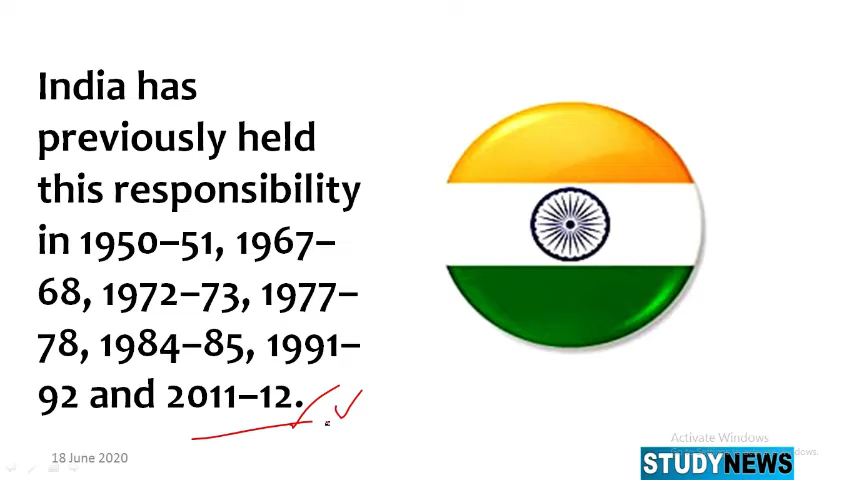 India has
previously held
this responsibility
in 1950–51, 1967–
68, 1972–73, 1977–
78, 1984–85, 1991–
92 and 2011–12.
18 June 2020
Activate Windows
STUDYNEWS